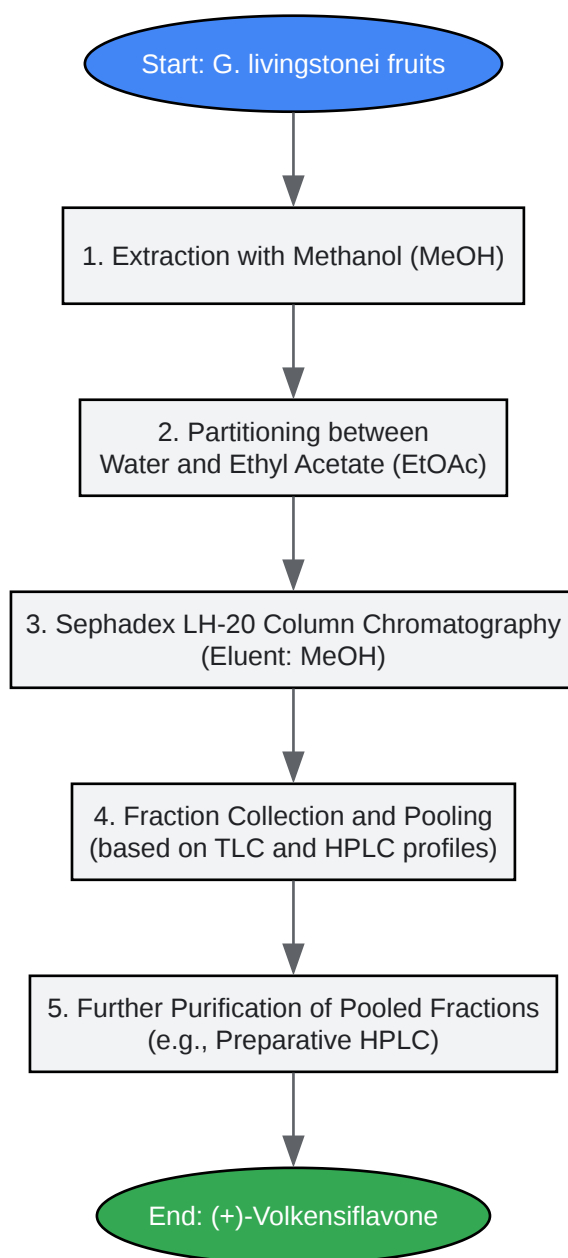 Start: G. livingstonei fruits
1. Extraction with Methanol (MeOH)
2. Partitioning between
Water and Ethyl Acetate (EtOAc)
3. Sephadex LH-20 Column Chromatography
(Eluent: MeOH)
4. Fraction Collection and Pooling
(based on TLC and HPLC profiles)
5. Further Purification of Pooled Fractions
(e.g., Preparative HPLC)
End: (+)-Volkensiflavone